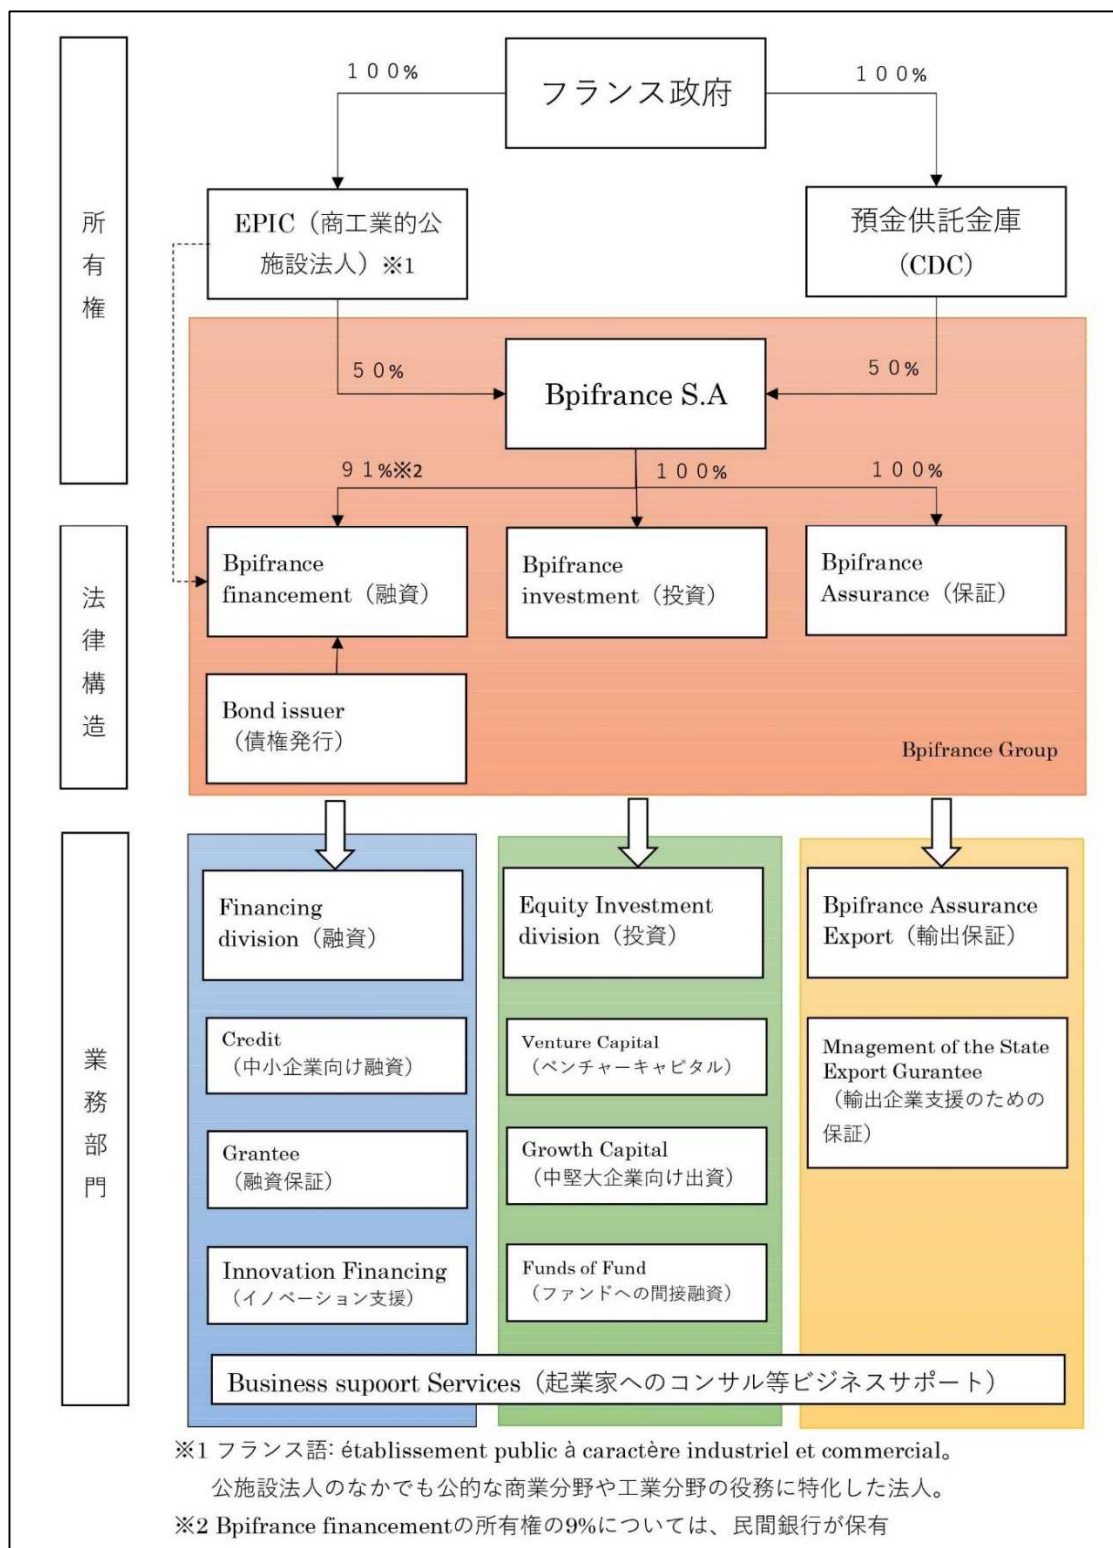 所有権
１００%
フランス政府
１００%
EPIC（商工業的公
施設法人）※1
預金供託金庫
（CDC）
５０%
Bpifrance S.A
５０%
９１%※2
１００%
１００%
法律構造
Bpifrance
financement（融資）
Bpifrance
investment（投資）
Bpifrance
Assurance（保証）
Bond issuer
（債権発行）
Bpifrance Group
業務部門
Financing
division（融資）
Equity Investment
division（投資）
Bpifrance Assurance
Export（輸出保証）
Credit
（中小企業向け融資）
Venture Capital
（ベンチャーキャピタル）
Mnagement of the State
Export Gurantee
（輸出企業支援のための
保証）
Grantee
（融資保証）
Growth Capital
（中堅大企業向け出資）
Innovation Financing
（イノベーション支援）
Funds of Fund
（ファンドへの間接融資）
Business supoort Services（起業家へのコンサル等ビジネスサポート）
※1 フランス語: établissement public à caractère industriel et commercial。
公施設法人のなかでも公的な商業分野や工業分野の役務に特化した法人。
※2 Bpifrance financementの所有権の9%については、民間銀行が保有